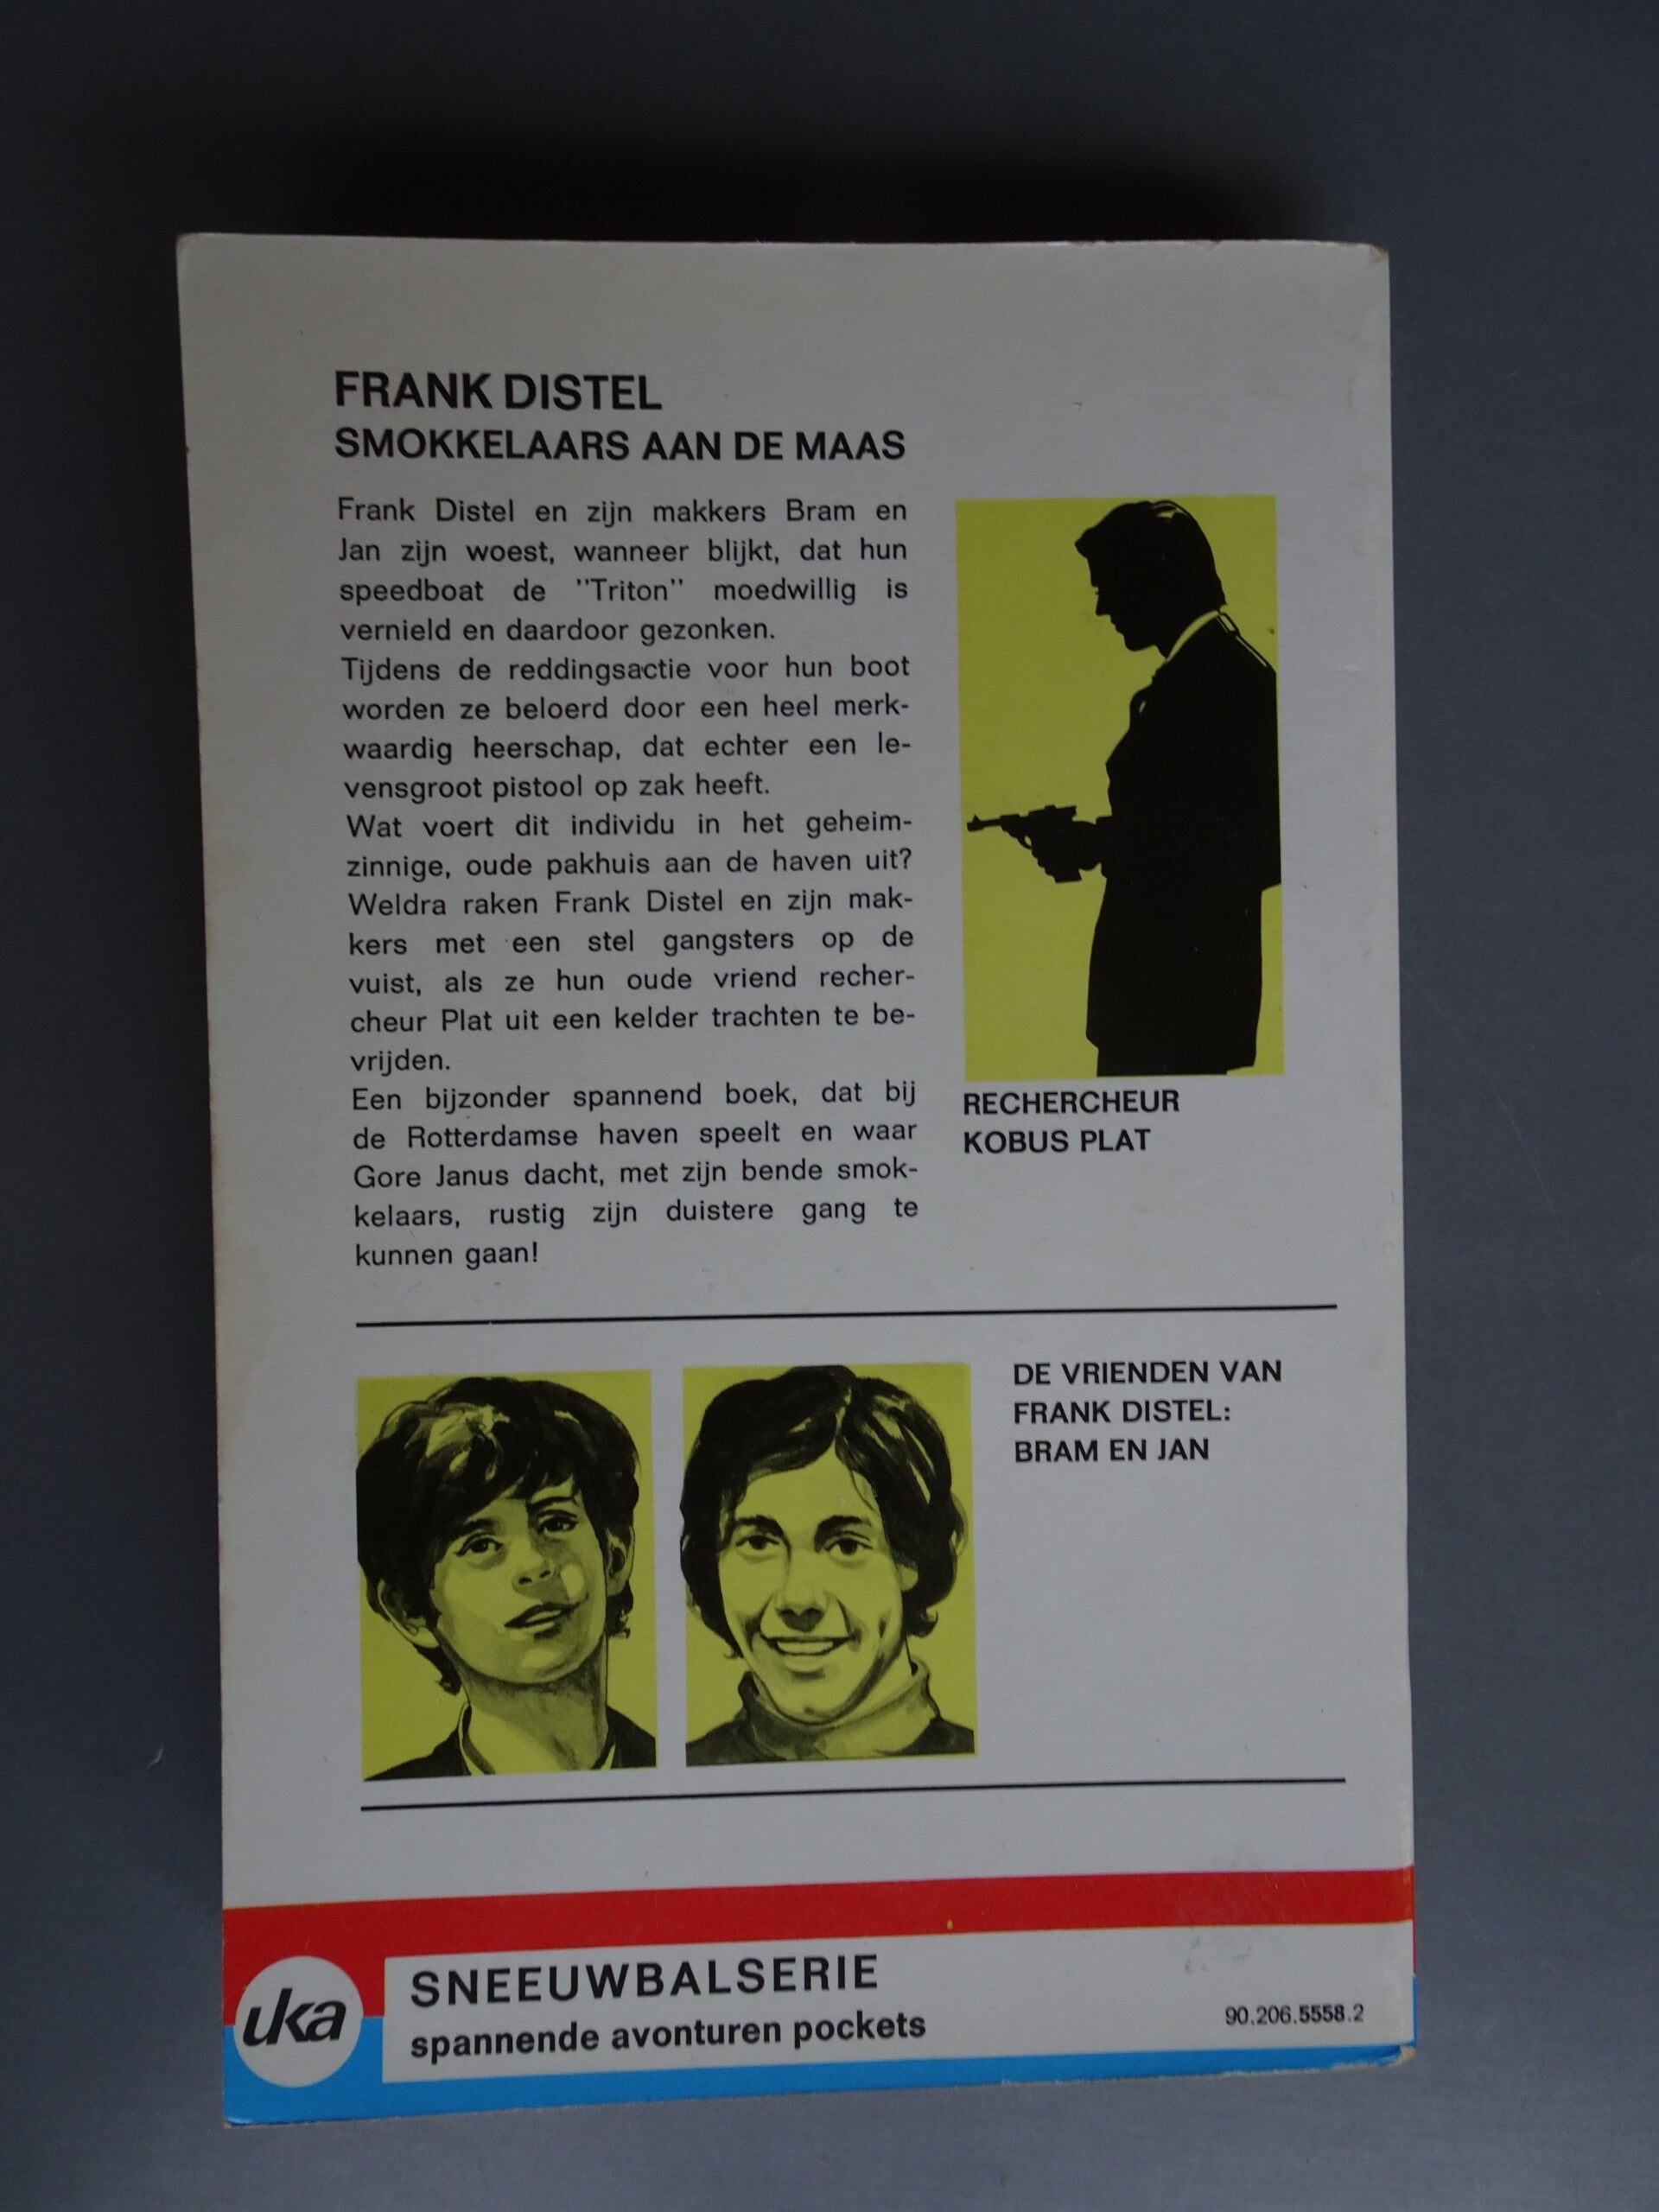 FRANK DISTEL
SMOKKELAARS AAN DE MAAS
Frank Distel en zijn makkers Bram en
Jan zijn woest, wanneer blijkt, dat hun
speedboat de "Triton" moedwillig is
vernield en daardoor gezonken.
Tijdens de reddingsactie voor hun boot
worden ze beloerd door een heel merk-
waardig heerschap, dat echter een le-
vensgroot pistool op zak heeft.
Wat voert dit individu in het geheim-
zinnige, oude pakhuis aan de haven uit?
Weldra raken Frank Distel en zijn mak-
kers met een stel gangsters op de
vuist, als ze hun oude vriend recher-
cheur Plat uit een kelder trachten te be-
vrijden.
Een bijzonder spannend boek, dat bij
de Rotterdamse haven speelt en waar
Gore Janus dacht, met zijn bende smok-
kelaars, rustig zijn duistere gang te
kunnen gaan!
RECHERCHEUR
KOBUS PLAT
DE VRIENDEN VAN
FRANK DISTEL:
BRAM EN JAN
uka
SNEEUWBALSERIE
spannende avonturen pockets
90.206.5558.2